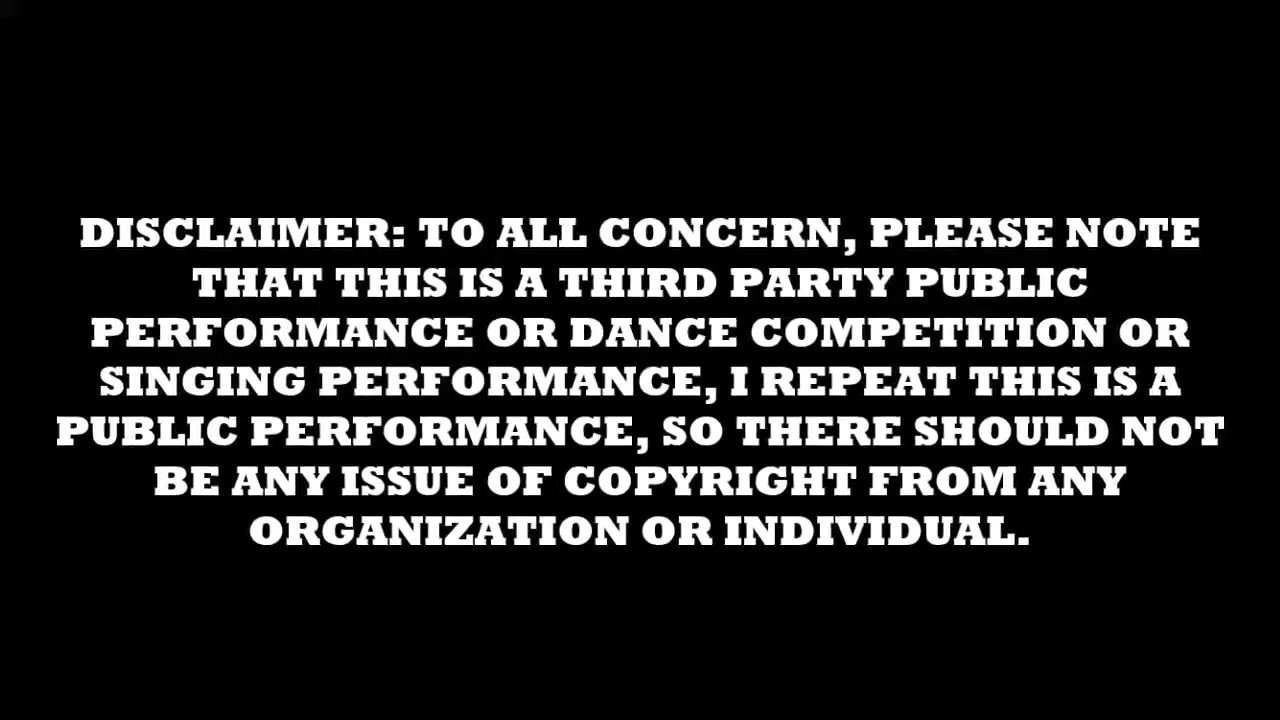 DISCLAIMER: TO ALL CONCERN, PLEASE NOTE
THAT THIS IS A THIRD PARTY PUBLIC
PERFORMANCE OR DANCE COMPETITION OR
SINGING PERFORMANCE, I REPEAT THIS IS A
PUBLIC PERFORMANCE, SO THERE SHOULD NOT
BE ANY ISSUE OF COPYRIGHT FROM ANY
ORGANIZATION OR INDIVIDUAL.